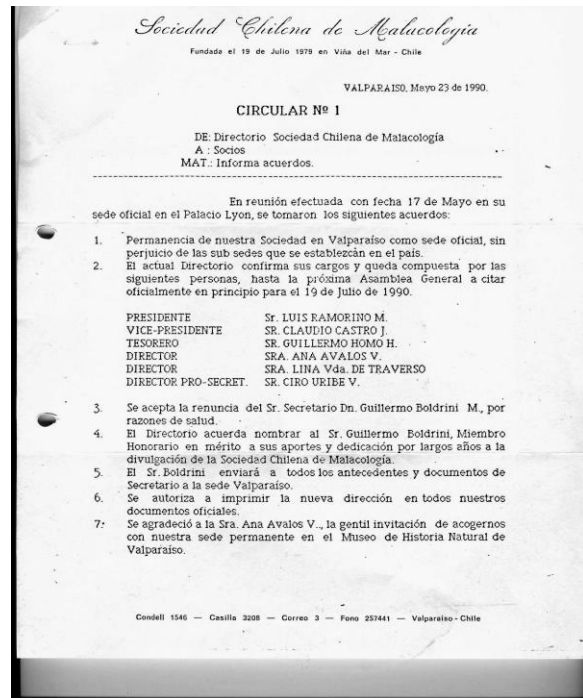 Sociedad Chilena de Malacología
Fundada el 19 de Julio 1979 en Viña del Mar - Chile
VALPARAISO, Mayo 23 de 1990.
CIRCULAR Nº 1
DE: Directorio Sociedad Chilena de Malacología
A : Socios
MAT.: Informa acuerdos.
En reunión efectuada con fecha 17 de Mayo en su
sede oficial en el Palacio Lyon, se tomaron los siguientes acuerdos:
1. Permanencia de nuestra Sociedad en Valparaíso como sede oficial, sin
perjuicio de las sub sedes que se establezcán en el país.
2. El actual Directorio confirma sus cargos y queda compuesta por las
siguientes personas, hasta la próxima Asamblea General a citar
oficialmente en principio para el 19 de Julio de 1990.
PRESIDENTE Sr. LUIS RAMORINO M.
VICE-PRESIDENTE SR. CLAUDIO CASTRO J.
TESORERO SR. GUILLERMO HOMO H.
DIRECTOR SRA. ANA AVALOS V.
DIRECTOR SRA. LINA Vda. DE TRAVERSO
DIRECTOR PRO-SECRET. SR. CIRO URIBE V.
3. Se acepta la renuncia del Sr. Secretario Dn. Guillermo Boldrini M., por
razones de salud.
4. El Directorio acuerda nombrar al Sr. Guillermo Boldrini, Miembro
Honorario en mérito a sus aportes y dedicación por largos años a la
divulgación de la Sociedad Chilena de Malacología.
5. El Sr. Boldrini enviará a todos los antecedentes y documentos de
Secretario a la sede Valparaíso.
6. Se autoriza a imprimir la nueva dirección en todos nuestros
documentos oficiales.
7: Se agradeció a la Sra. Ana Avalos V.., la gentil invitación de acogernos
con nuestra sede permanente en el Museo de Historia Natural de
Valparaíso.
Condell 1546 — Casilla 3208 — Correo 3 — Fono 257441 — Valparaiso - Chile